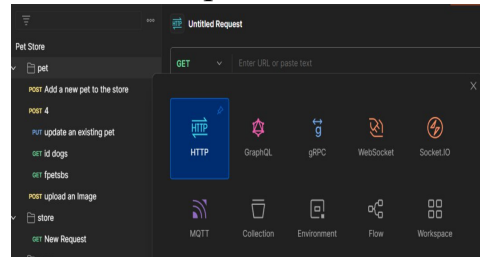 Untitled Request
Pet Store
GET Enter URL or paste text
pet
POST Add a new pet to the store
POST 4
PUT update an existing pet
GET id dogs
GET fpetsbs
POST upload an Image
store
GET New Request
X
HTTP
HTTP
GraphQL
g
gRPC
WebSocket
Socket.IO
MQTT
Collection
Environment
Flow
Workspace